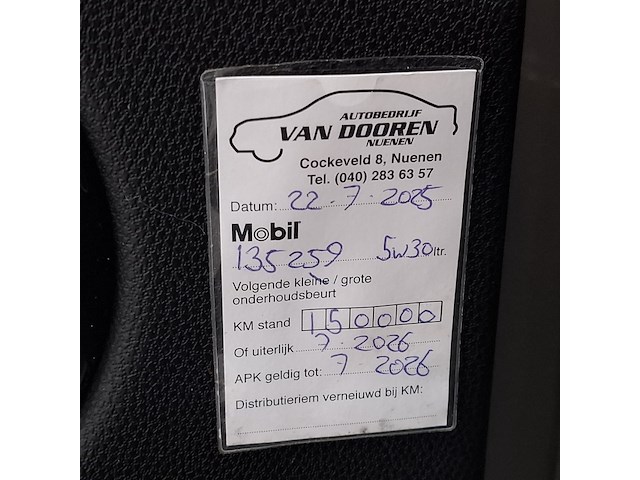 AUTOBEDRIJF
VAN DOOREN
NUENEN
Cockeveld 8, Nuenen
Tel. (040) 283 63 57
Datum: 22-7-2025
Mobil
135259 5w30 ltr.
Volgende kleine / grote
onderhoudsbeurt
KM stand 150000
Of uiterlijk 7-2026
APK geldig tot: 7 2026
Distributieriem verneiuwd bij KM: